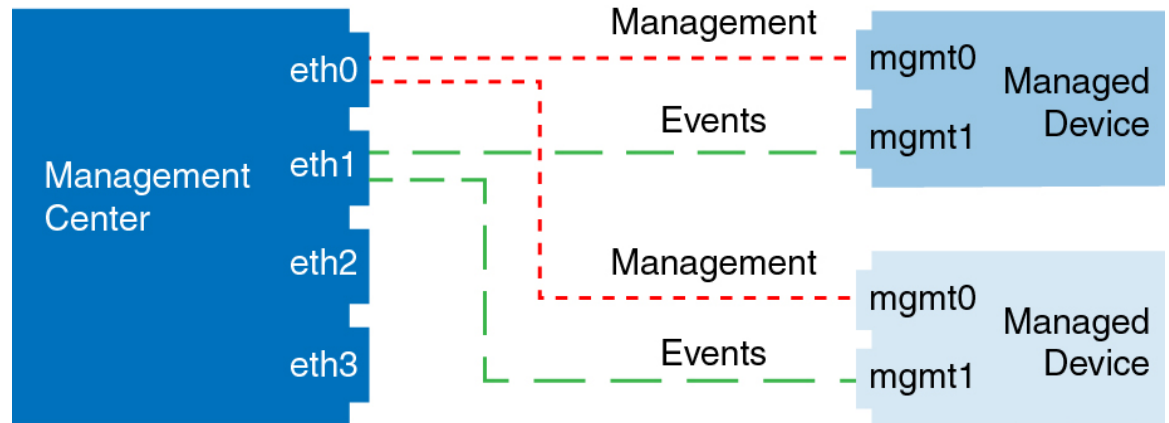 Management
Center
eth0
eth1
eth2
eth3
Management
Events
Management
Events
mgmt0
mgmt1
Managed
Device
mgmt0
mgmt1
Managed
Device